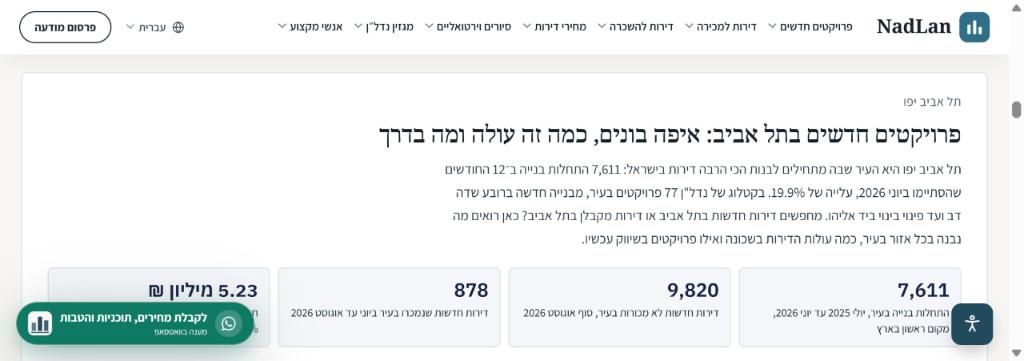 NadLan
פרויקטים חדשים
דירות למכירה
דירות להשכרה
מחירי דירות
סיורים וירטואליים
מגזין נדל״ן
אנשי מקצוע
עברית
פרסום מודעה
תל אביב יפו
פרויקטים חדשים בתל אביב: איפה בונים, כמה זה עולה ומה בדרך
תל אביב יפו היא העיר שבה מתחילים לבנות הכי הרבה דירות בישראל: 7,611 התחלות בנייה ב־12 החודשים
שהסתיימו ביוני 2026, עלייה של 19.9%. בקטלוג של נדל"ן 77 פרויקטים בעיר, מבנייה חדשה ברובע שדה
דב ועד פינוי בינוי ביד אליהו. מחפשים דירות חדשות בתל אביב או דירות מקבלן בתל אביב? כאן רואים מה
נבנה בכל אזור בעיר, כמה עולות הדירות בשכונה ואילו פרויקטים בשיווק עכשיו.
7,611
התחלות בנייה בעיר, יולי 2025 עד יוני 2026,
מקום ראשון בארץ
9,820
דירות חדשות לא מכורות בעיר, סוף אוגוסט 2026
878
דירות חדשות שנמכרו בעיר ביוני עד אוגוסט 2026
5.23 מיליון ₪
לקבלת מחירים, תוכניות והטבות
מענה בוואטסאפ